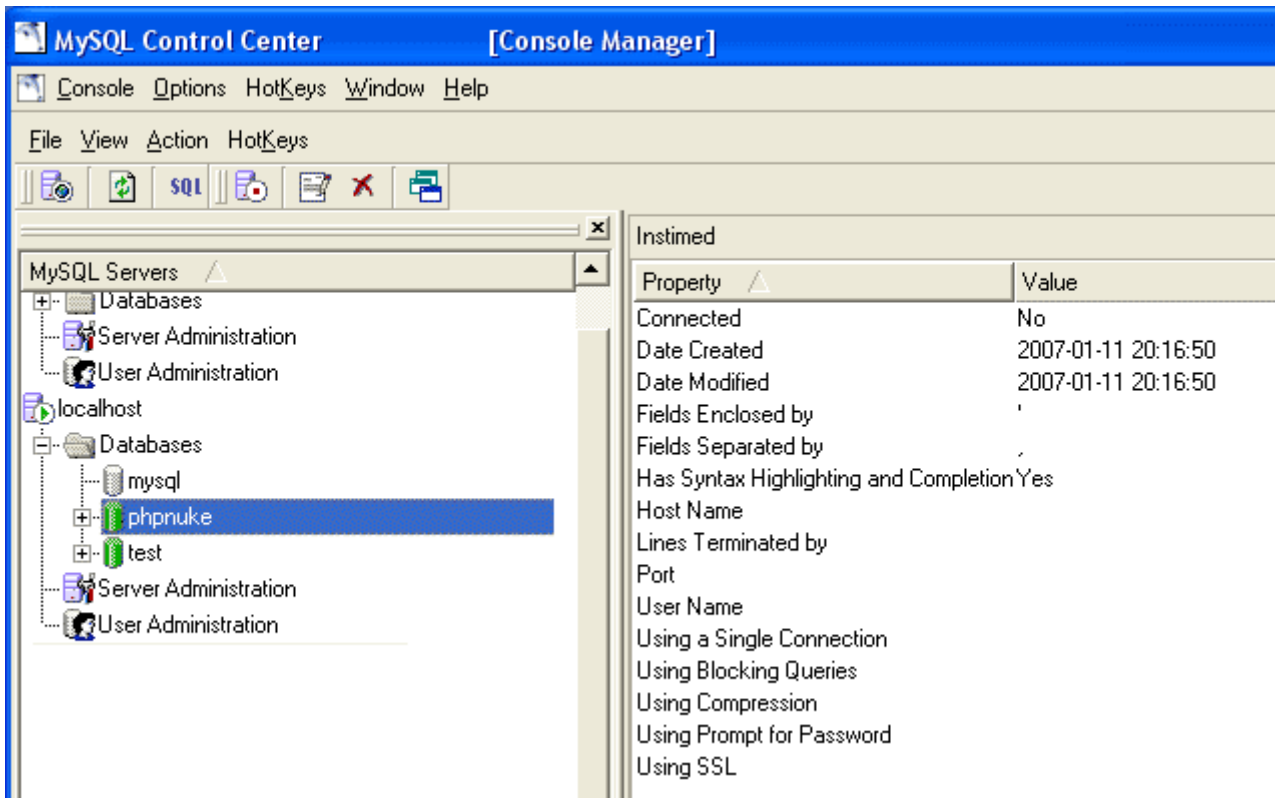 MySQL Control Center [Console Manager]
Console Options HotKeys Window Help
File View Action HotKeys
SQL
MySQL Servers
Databases
Server Administration
User Administration
localhost
Databases
mysql
phpnuke
test
Server Administration
User Administration
Instimed
Property Value
Connected No
Date Created 2007-01-11 20:16:50
Date Modified 2007-01-11 20:16:50
Fields Enclosed by '
Fields Separated by ,
Has Syntax Highlighting and Completion Yes
Host Name
Lines Terminated by
Port
User Name
Using a Single Connection
Using Blocking Queries
Using Compression
Using Prompt for Password
Using SSL